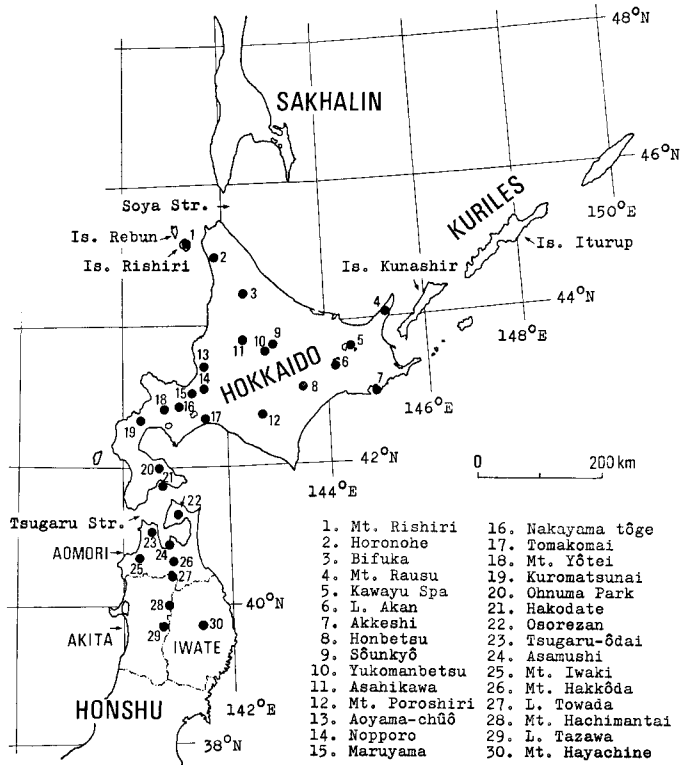 48°N
SAKHALIN
46°N
150°E
Soya Str.
KURILES
Is. Rebun
1
Is. Rishiri
2
Is. Iturup
Is. Kunashir
3
4
44°N
148°E
11
10
9
5
6
13
HOKKAIDO
14
8
7
146°E
15
16
18
12
17
19
42°N
144°E
0 200km
20
21
22
Tsugaru Str.
23
24
AOMORI
25
26
27
28
40°N
29
30
AKITA
IWATE
HONSHU
142°E
38°N
1. Mt. Rishiri
2. Horonohe
3. Bifuka
4. Mt. Rausu
5. Kawayu Spa
6. L. Akan
7. Akkeshi
8. Honbetsu
9. Sôunkyô
10. Yukomanbetsu
11. Asahikawa
12. Mt. Poroshiri
13. Aoyama-chûô
14. Nopporo
15. Maruyama
16. Nakayama tôge
17. Tomakomai
18. Mt. Yôtei
19. Kuromatsunai
20. Ohnuma Park
21. Hakodate
22. Osorezan
23. Tsugaru-ôdai
24. Asamushi
25. Mt. Iwaki
26. Mt. Hakkôda
27. L. Towada
28. Mt. Hachimantai
29. L. Tazawa
30. Mt. Hayachine